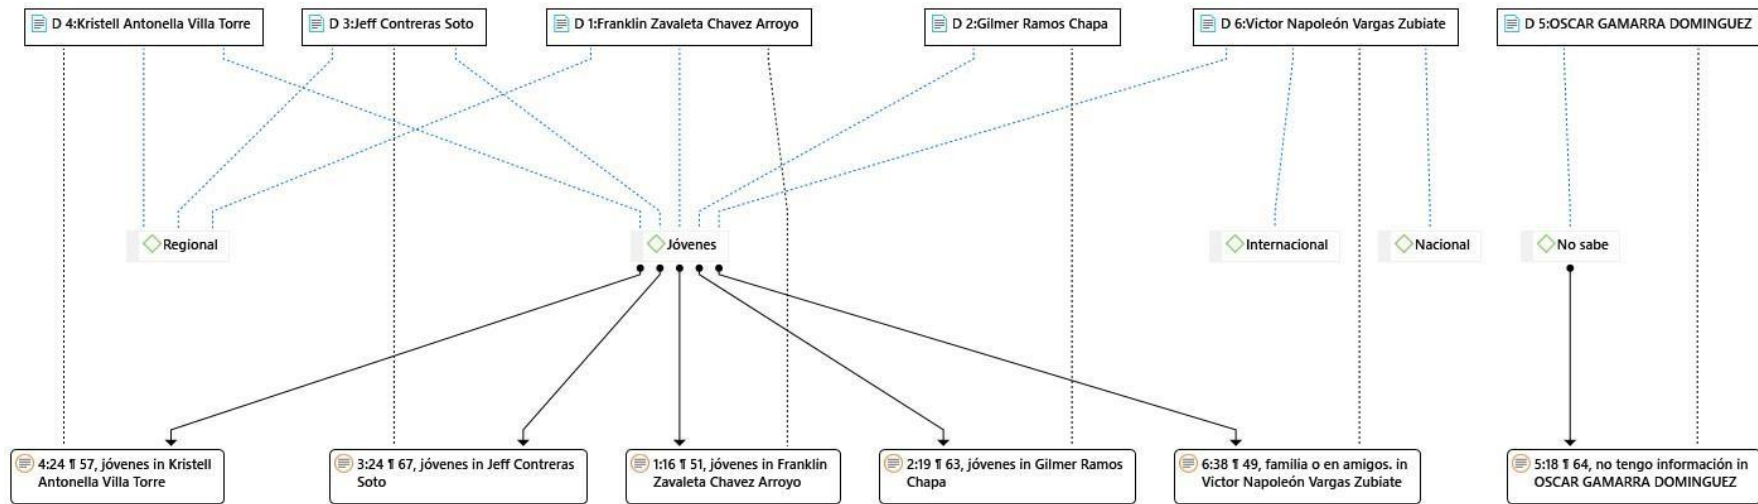 D 4:Kristell Antonella Villa Torre
D 3:Jeff Contreras Soto
D 1:Franklin Zavaleta Chavez Arroyo
D 2:Gilmer Ramos Chapa
D 6:Victor Napoleón Vargas Zubiate
D 5:OSCAR GAMARRA DOMINGUEZ
Regional
Jóvenes
Internacional
Nacional
No sabe
4:24 ¶ 57, jóvenes in Kristell
Antonella Villa Torre
3:24 ¶ 67, jóvenes in Jeff Contreras
Soto
1:16 ¶ 51, jóvenes in Franklin
Zavaleta Chavez Arroyo
2:19 ¶ 63, jóvenes in Gilmer Ramos
Chapa
6:38 ¶ 49, familia o en amigos. in
Victor Napoleón Vargas Zubiate
5:18 ¶ 64, no tengo información in
OSCAR GAMARRA DOMINGUEZ